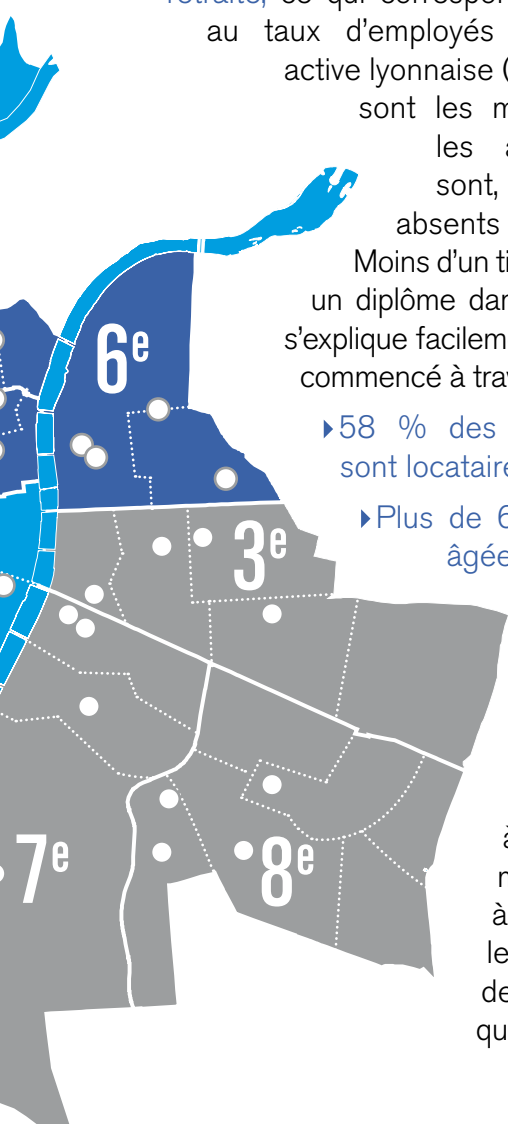 retraite, ce qui correspon
au taux d’employés
active lyonnaise (
sont les m
les a
sont,
absents
Moins d’un ti
un diplôme dan
s’explique facilem
commencé à trav
58 % des
sont locataire
Plus de 6
âgée
6e
3e
7e
8e
à
m
à
le
de
qu